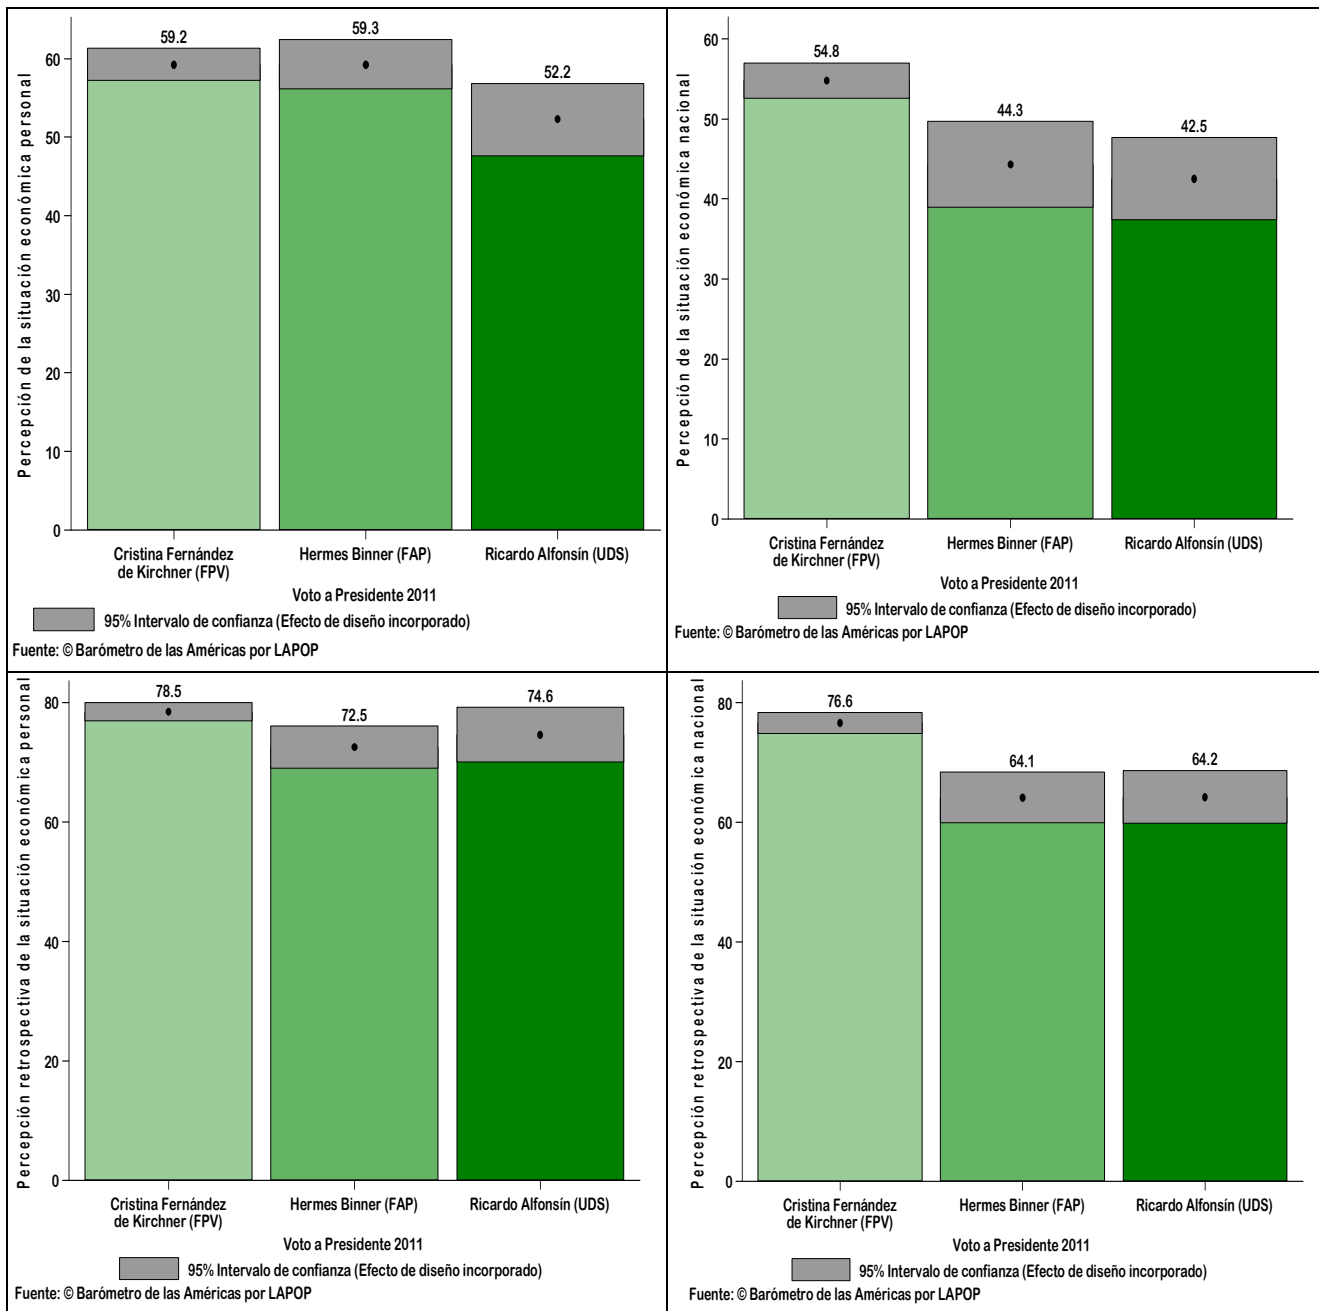 Percepción de la situación económica personal
60
50
40
30
20
10
0
59.2
59.3
52.2
Cristina Fernández
de Kirchner (FPV)
Hermes Binner (FAP)
Ricardo Alfonsín (UDS)
Voto a Presidente 2011
95% Intervalo de confianza (Efecto de diseño incorporado)
Fuente: © Barómetro de las Américas por LAPOP
Percepción de la situación económica nacional
60
50
40
30
20
10
0
54.8
44.3
42.5
Cristina Fernández
de Kirchner (FPV)
Hermes Binner (FAP)
Ricardo Alfonsín (UDS)
Voto a Presidente 2011
95% Intervalo de confianza (Efecto de diseño incorporado)
Fuente: © Barómetro de las Américas por LAPOP
Percepción retrospectiva de la situación económica personal
80
60
40
20
0
78.5
72.5
74.6
Cristina Fernández
de Kirchner (FPV)
Hermes Binner (FAP)
Ricardo Alfonsín (UDS)
Voto a Presidente 2011
95% Intervalo de confianza (Efecto de diseño incorporado)
Fuente: © Barómetro de las Américas por LAPOP
Percepción retrospectiva de la situación económica nacional
80
60
40
20
0
76.6
64.1
64.2
Cristina Fernández
de Kirchner (FPV)
Hermes Binner (FAP)
Ricardo Alfonsín (UDS)
Voto a Presidente 2011
95% Intervalo de confianza (Efecto de diseño incorporado)
Fuente: © Barómetro de las Américas por LAPOP